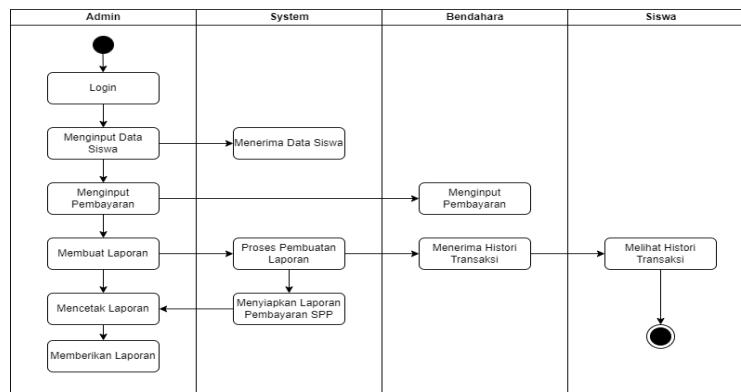 Admin
System
Bendahara
Siswa
Login
Menginput Data
Siswa
Menerima Data Siswa
Menginput
Pembayaran
Menginput
Pembayaran
Membuat Laporan
Proses Pembuatan
Laporan
Menerima Histori
Transaksi
Melihat Histori
Transaksi
Mencetak Laporan
Menyiapkan Laporan
Pembayaran SPP
Memberikan Laporan